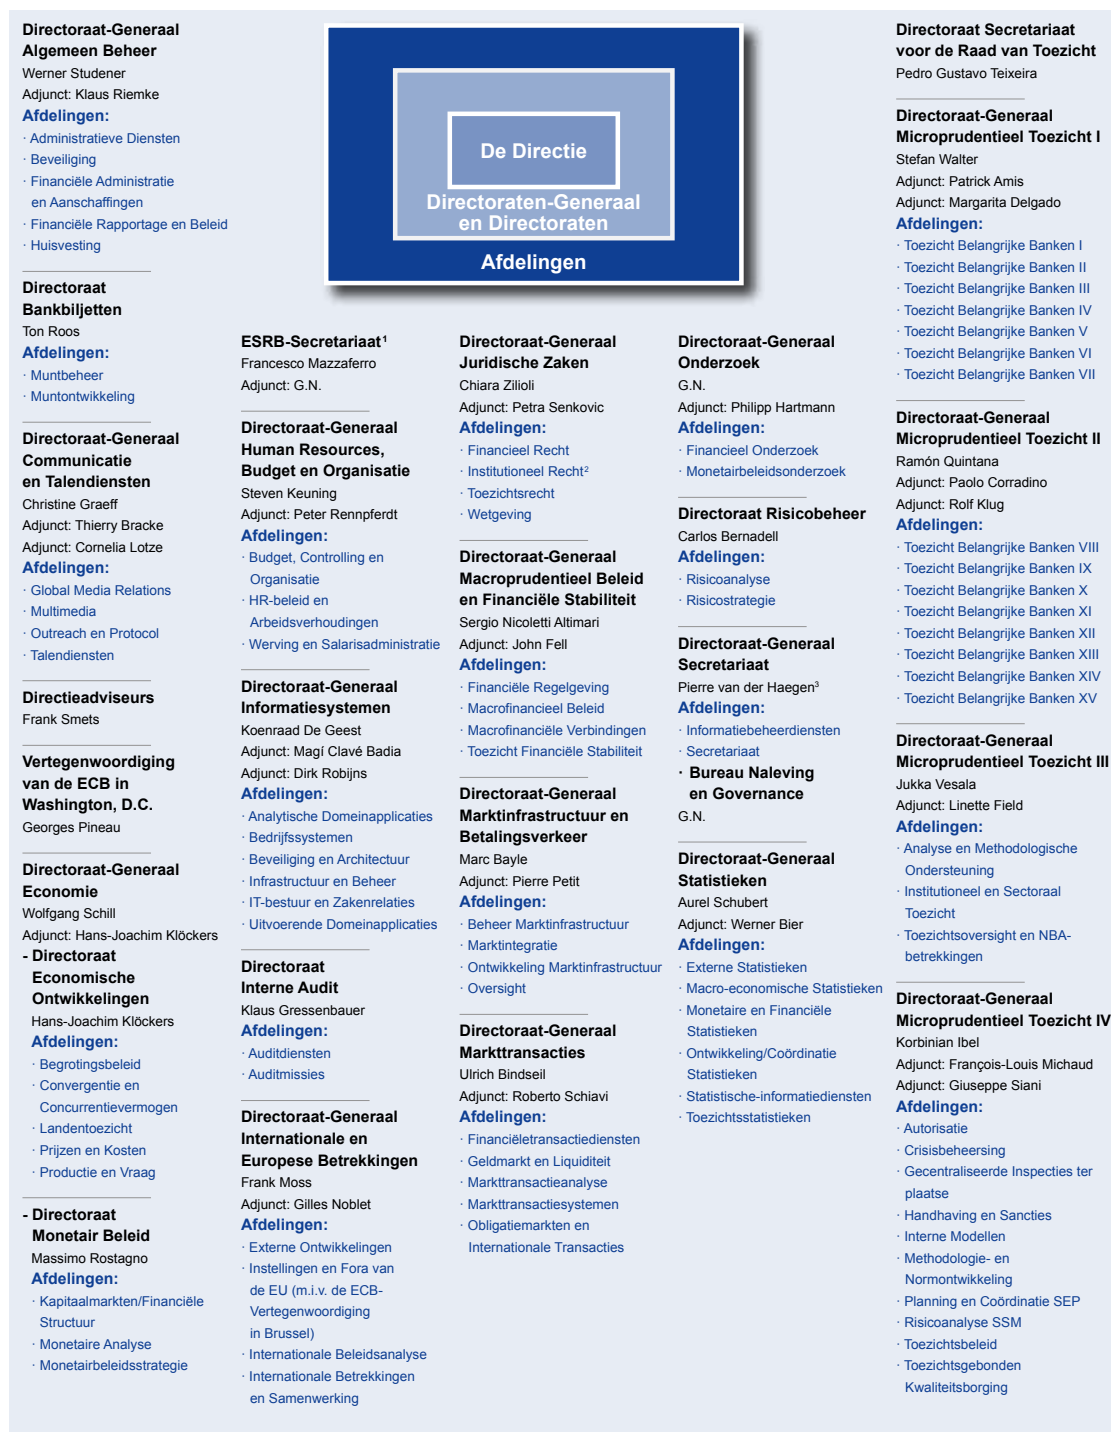 Directoraat-Generaal
Algemeen Beheer
Werner Studener
Adjunct: Klaus Riemke
Afdelingen:
· Administratieve Diensten
· Beveiliging
· Financiële Administratie
en Aanschaffingen
· Financiële Rapportage en Beleid
· Huisvesting
Directoraat
Bankbiljetten
Ton Roos
Afdelingen:
· Muntbeheer
· Muntontwikkeling
Directoraat-Generaal
Communicatie
en Talendiensten
Christine Graeff
Adjunct: Thierry Bracke
Adjunct: Cornelia Lotze
Afdelingen:
· Global Media Relations
· Multimedia
· Outreach en Protocol
· Talendiensten
Directieadviseurs
Frank Smets
Vertegenwoordiging
van de ECB in
Washington, D.C.
Georges Pineau
Directoraat-Generaal
Economie
Wolfgang Schill
Adjunct: Hans-Joachim Klöckers
- Directoraat
Economische
Ontwikkelingen
Hans-Joachim Klöckers
Afdelingen:
· Begrotingsbeleid
· Convergentie en
Concurrentievermogen
· Landentoezicht
· Prijzen en Kosten
· Productie en Vraag
- Directoraat
Monetair Beleid
Massimo Rostagno
Afdelingen:
· Kapitaalmarkten/Financiële
Structuur
· Monetaire Analyse
· Monetairbeleidsstrategie
De Directie
Directoraten-Generaal
en Directoraten
Afdelingen
ESRB-Secretariaat¹
Francesco Mazzaferro
Adjunct: G.N.
Directoraat-Generaal
Human Resources,
Budget en Organisatie
Steven Keuning
Adjunct: Peter Rennpferdt
Afdelingen:
· Budget, Controlling en
Organisatie
· HR-beleid en
Arbeidsverhoudingen
· Werving en Salarisadministratie
Directoraat-Generaal
Informatiesystemen
Koenraad De Geest
Adjunct: Magí Clavé Badia
Adjunct: Dirk Robijns
Afdelingen:
· Analytische Domeinapplicaties
· Bedrijfssystemen
· Beveiliging en Architectuur
· Infrastructuur en Beheer
· IT-bestuur en Zakenrelaties
· Uitvoerende Domeinapplicaties
Directoraat
Interne Audit
Klaus Gressenbauer
Afdelingen:
· Auditdiensten
· Auditmissies
Directoraat-Generaal
Internationale en
Europese Betrekkingen
Frank Moss
Adjunct: Gilles Noblet
Afdelingen:
· Externe Ontwikkelingen
· Instellingen en Fora van
de EU (m.i.v. de ECB-
Vertegenwoordiging
in Brussel)
· Internationale Beleidsanalyse
· Internationale Betrekkingen
en Samenwerking
Directoraat-Generaal
Juridische Zaken
Chiara Zilioli
Adjunct: Petra Senkovic
Afdelingen:
· Financieel Recht
· Institutioneel Recht²
· Toezichtsrecht
· Wetgeving
Directoraat-Generaal
Macroprudentieel Beleid
en Financiële Stabiliteit
Sergio Nicoletti Altimari
Adjunct: John Fell
Afdelingen:
· Financiële Regelgeving
· Macrofinancieel Beleid
· Macrofinanciële Verbindingen
· Toezicht Financiële Stabiliteit
Directoraat-Generaal
Marktinfrastructuur en
Betalingsverkeer
Marc Bayle
Adjunct: Pierre Petit
Afdelingen:
· Beheer Marktinfrastructuur
· Marktintegratie
· Ontwikkeling Marktinfrastructuur
· Oversight
Directoraat-Generaal
Markttransacties
Ulrich Bindseil
Adjunct: Roberto Schiavi
Afdelingen:
· Financiëletransactiediensten
· Geldmarkt en Liquiditeit
· Markttransactieanalyse
· Markttransactiesystemen
· Obligatiemarkten en
Internationale Transacties
Directoraat-Generaal
Onderzoek
G.N.
Adjunct: Philipp Hartmann
Afdelingen:
· Financieel Onderzoek
· Monetairbeleidsonderzoek
Directoraat Risicobeheer
Carlos Bernadell
Afdelingen:
· Risicoanalyse
· Risicostrategie
Directoraat-Generaal
Secretariaat
Pierre van der Haegen³
Afdelingen:
· Informatiebeheerdiensten
· Secretariaat
· Bureau Naleving
en Governance
G.N.
Directoraat-Generaal
Statistieken
Aurel Schubert
Adjunct: Werner Bier
Afdelingen:
· Externe Statistieken
· Macro-economische Statistieken
· Monetaire en Financiële
Statistieken
· Ontwikkeling/Coördinatie
Statistieken
· Statistische-informatiediensten
· Toezichtsstatistieken
Directoraat Secretariaat
voor de Raad van Toezicht
Pedro Gustavo Teixeira
Directoraat-Generaal
Microprudentieel Toezicht I
Stefan Walter
Adjunct: Patrick Amis
Adjunct: Margarita Delgado
Afdelingen:
· Toezicht Belangrijke Banken I
· Toezicht Belangrijke Banken II
· Toezicht Belangrijke Banken III
· Toezicht Belangrijke Banken IV
· Toezicht Belangrijke Banken V
· Toezicht Belangrijke Banken VI
· Toezicht Belangrijke Banken VII
Directoraat-Generaal
Microprudentieel Toezicht II
Ramón Quintana
Adjunct: Paolo Corradino
Adjunct: Rolf Klug
Afdelingen:
· Toezicht Belangrijke Banken VIII
· Toezicht Belangrijke Banken IX
· Toezicht Belangrijke Banken X
· Toezicht Belangrijke Banken XI
· Toezicht Belangrijke Banken XII
· Toezicht Belangrijke Banken XIII
· Toezicht Belangrijke Banken XIV
· Toezicht Belangrijke Banken XV
Directoraat-Generaal
Microprudentieel Toezicht III
Jukka Vesala
Adjunct: Linette Field
Afdelingen:
· Analyse en Methodologische
Ondersteuning
· Institutioneel en Sectoraal
Toezicht
· Toezichtsoversight en NBA-
betrekkingen
Directoraat-Generaal
Microprudentieel Toezicht IV
Korbinian Ibel
Adjunct: François-Louis Michaud
Adjunct: Giuseppe Siani
Afdelingen:
· Autorisatie
· Crisisbeheersing
· Gecentraliseerde Inspecties ter
plaatse
· Handhaving en Sancties
· Interne Modellen
· Methodologie- en
Normontwikkeling
· Planning en Coördinatie SEP
· Risicoanalyse SSM
· Toezichtsbeleid
· Toezichtsgebonden
Kwaliteitsborging